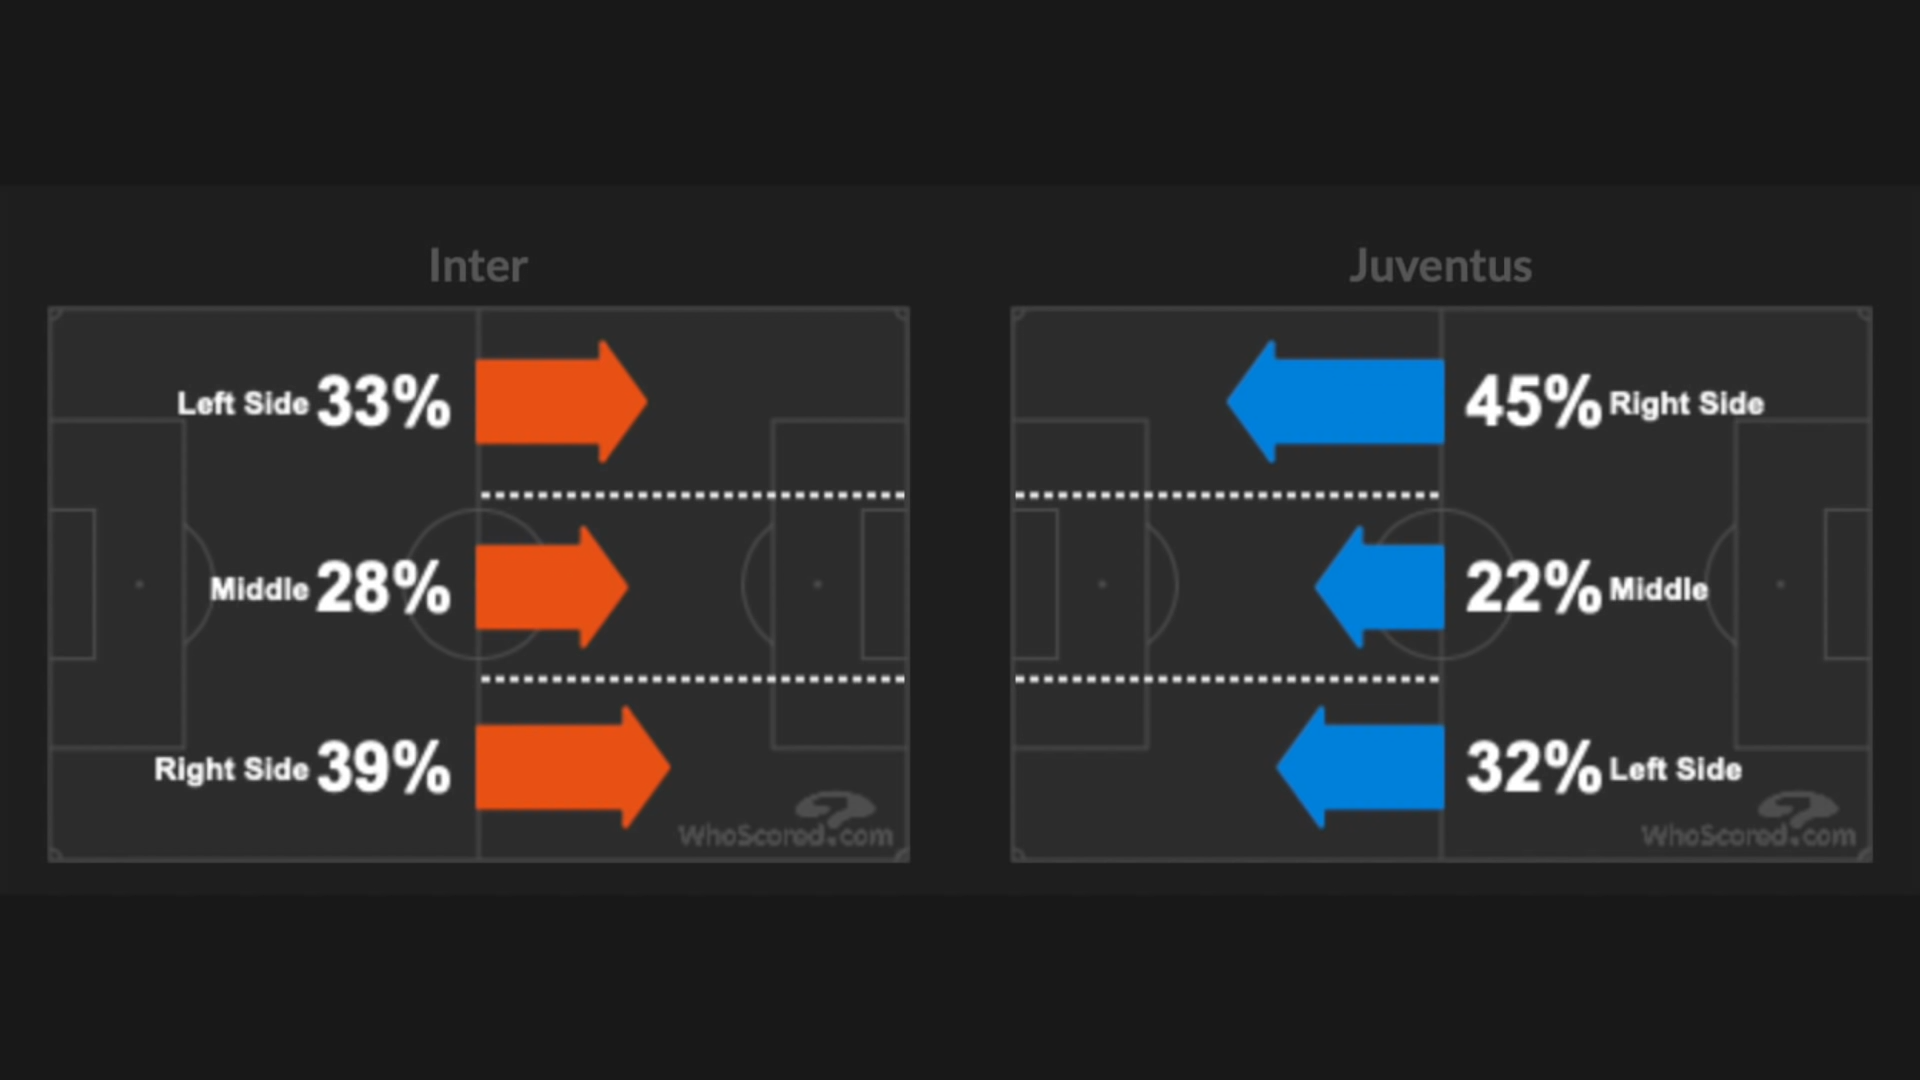 Inter
Left Side 33%
Middle 28%
Right Side 39%
WhoScored.com
Juventus
45% Right Side
22% Middle
32% Left Side
WhoScored.com